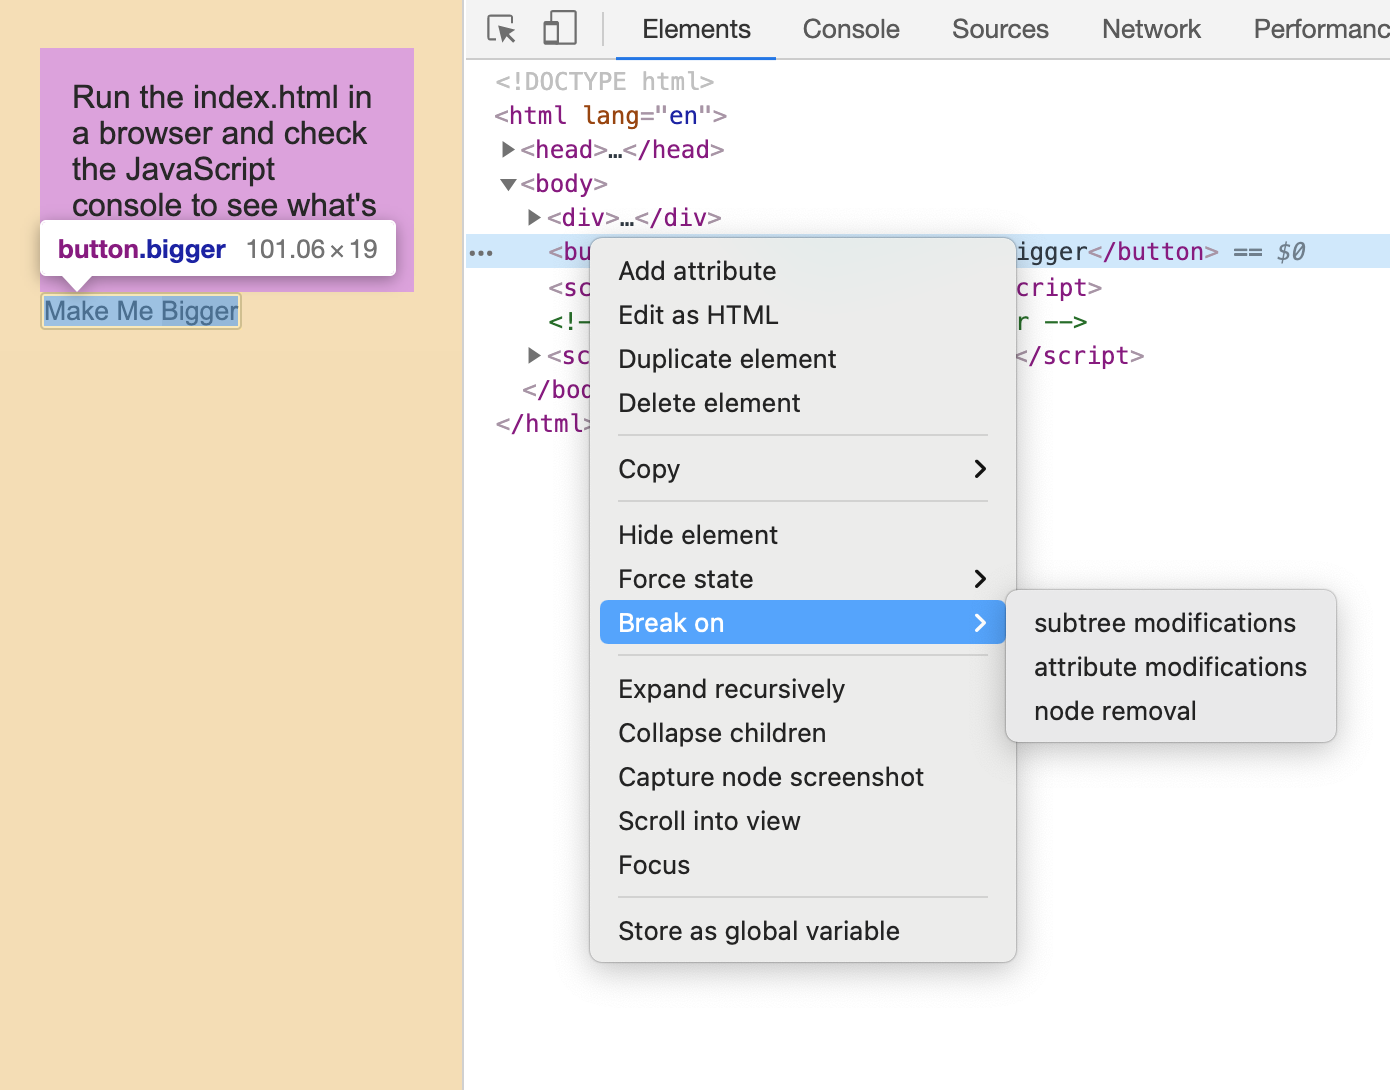 Run the index.html in
a browser and check
the JavaScript
console to see what's
button.bigger 101.06×19
Make Me Bigger
Elements Console Sources Network Performanc
<!DOCTYPE html>
<html lang="en">
<head>…</head>
<body>
<div>…</div>
<bu igger</button> == $0
<sc cript>
<!– r -->
<sc </script>
</bod
</html>
Add attribute
Edit as HTML
Duplicate element
Delete element
Copy
Hide element
Force state
Break on
subtree modifications
attribute modifications
node removal
Expand recursively
Collapse children
Capture node screenshot
Scroll into view
Focus
Store as global variable